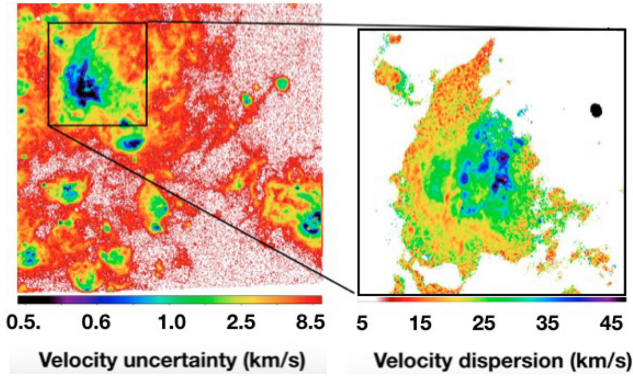 0.5. 0.6 1.0 2.5 8.5
5 15 25 35 45
Velocity uncertainty (km/s)
Velocity dispersion (km/s)